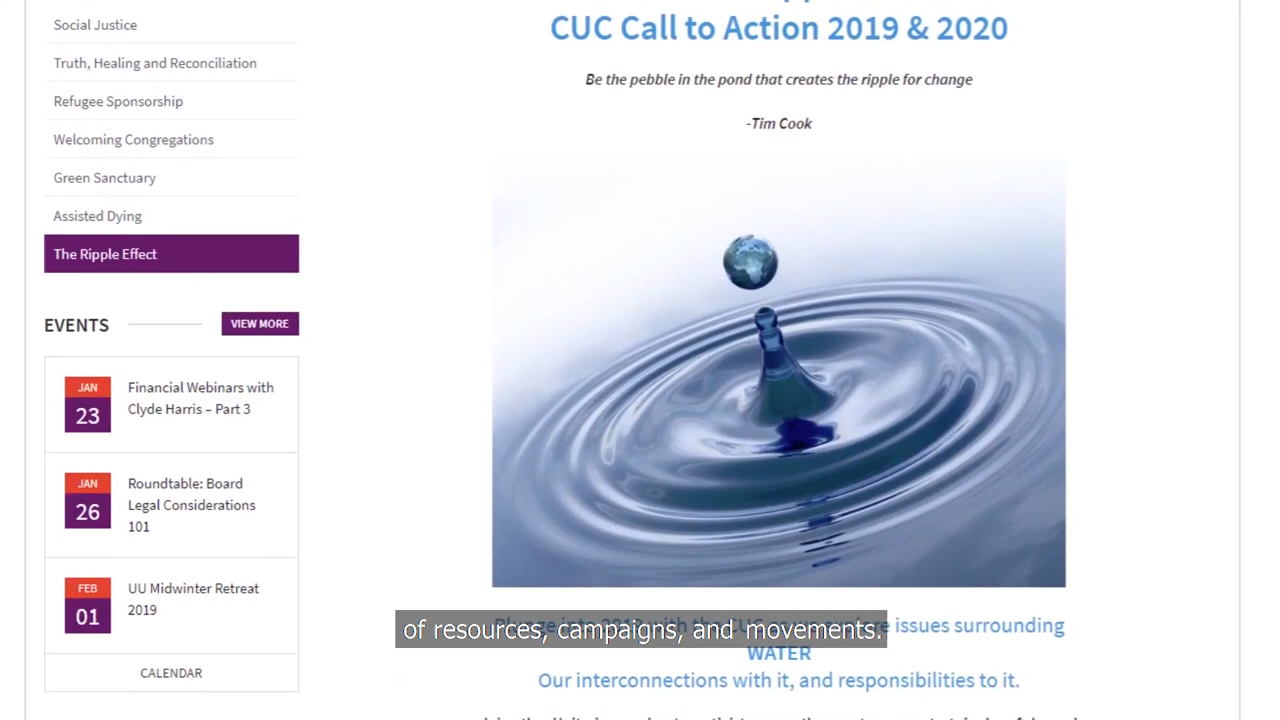 Social Justice
Truth, Healing and Reconciliation
Refugee Sponsorship
Welcoming Congregations
Green Sanctuary
Assisted Dying
The Ripple Effect
EVENTS
VIEW MORE
JAN
23
Financial Webinars with
Clyde Harris – Part 3
JAN
26
Roundtable: Board
Legal Considerations
101
FEB
01
UU Midwinter Retreat
2019
CALENDAR
CUC Call to Action 2019 & 2020
Be the pebble in the pond that creates the ripple for change
-Tim Cook
issues surrounding
WATER
Our interconnections with it, and responsibilities to it.
of resources, campaigns, and movements.